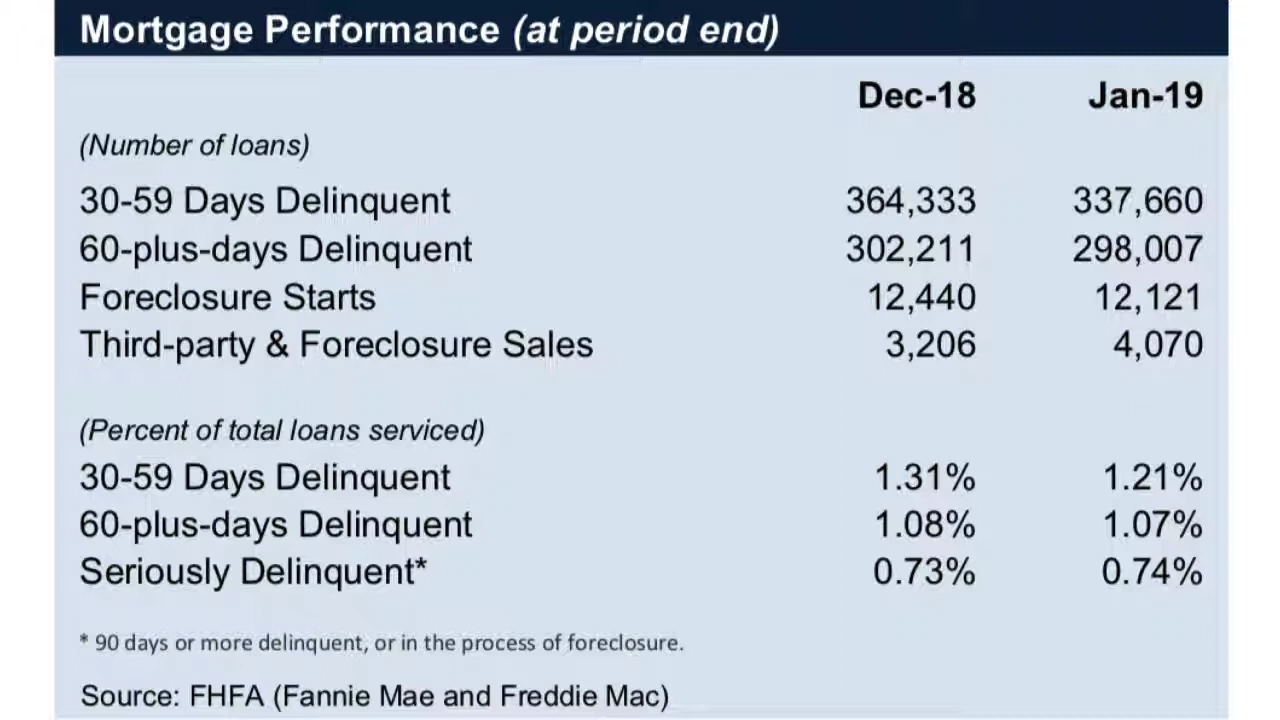 Mortgage Performance (at period end)
Dec-18 Jan-19
(Number of loans)
30-59 Days Delinquent 364,333 337,660
60-plus-days Delinquent 302,211 298,007
Foreclosure Starts 12,440 12,121
Third-party & Foreclosure Sales 3,206 4,070
(Percent of total loans serviced)
30-59 Days Delinquent 1.31% 1.21%
60-plus-days Delinquent 1.08% 1.07%
Seriously Delinquent* 0.73% 0.74%
* 90 days or more delinquent, or in the process of foreclosure.
Source: FHFA (Fannie Mae and Freddie Mac)